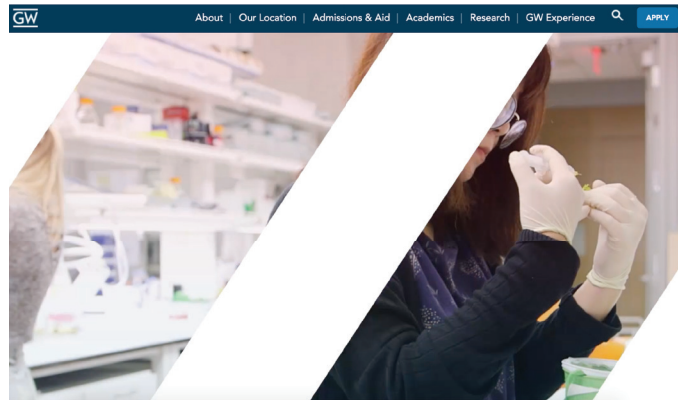 GW
About | Our Location | Admissions & Aid | Academics | Research | GW Experience APPLY